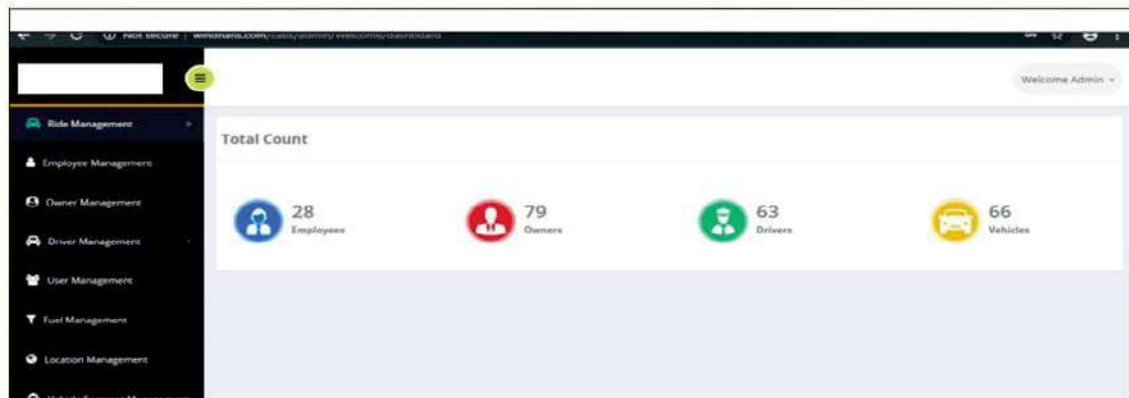 Not secure
Welcome Admin
Ride Management
Total Count
Employee Management
Owner Management
28
Employees
79
Owners
63
Drivers
66
Vehicles
Driver Management
User Management
Fuel Management
Location Management